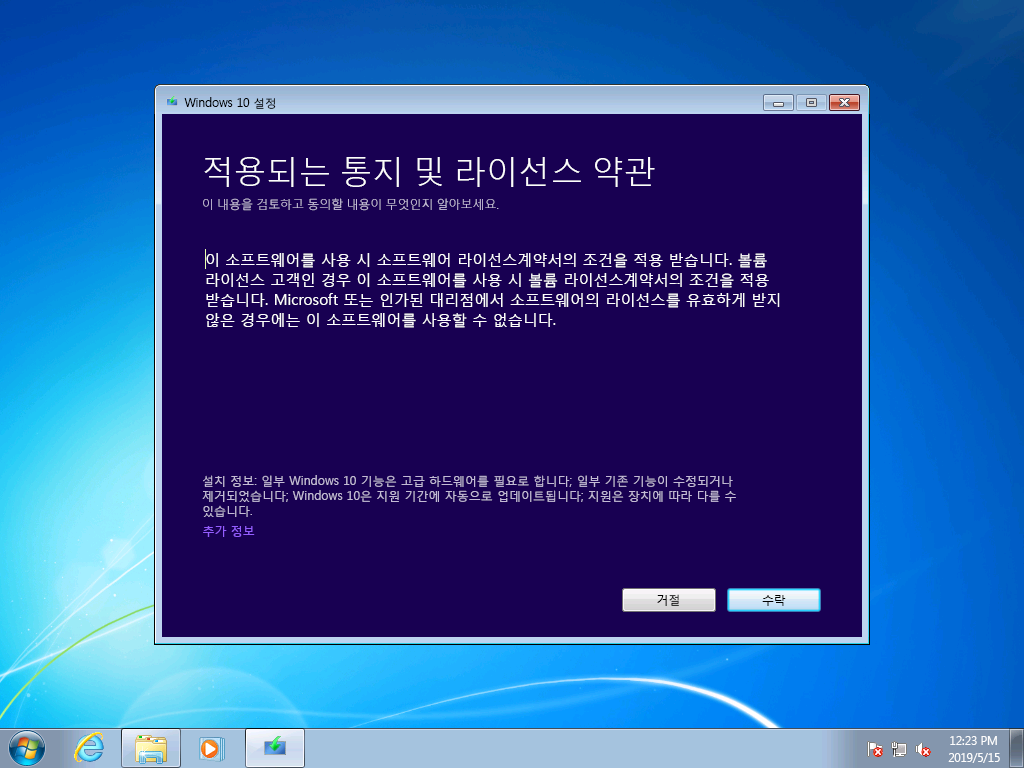 Windows 10 설정
적용되는 통지 및 라이선스 약관
이 내용을 검토하고 동의할 내용이 무엇인지 알아보세요.
이 소프트웨어를 사용 시 소프트웨어 라이선스계약서의 조건을 적용 받습니다. 볼륨
라이선스 고객인 경우 이 소프트웨어를 사용 시 볼륨 라이선스계약서의 조건을 적용
받습니다. Microsoft 또는 인가된 대리점에서 소프트웨어의 라이선스를 유효하게 받지
않은 경우에는 이 소프트웨어를 사용할 수 없습니다.
설치 정보: 일부 Windows 10 기능은 고급 하드웨어를 필요로 합니다; 일부 기존 기능이 수정되거나
제거되었습니다; Windows 10은 지원 기간에 자동으로 업데이트됩니다; 지원은 장치에 따라 다를 수
있습니다.
추가 정보
거절
수락
12:23 PM
2019/5/15